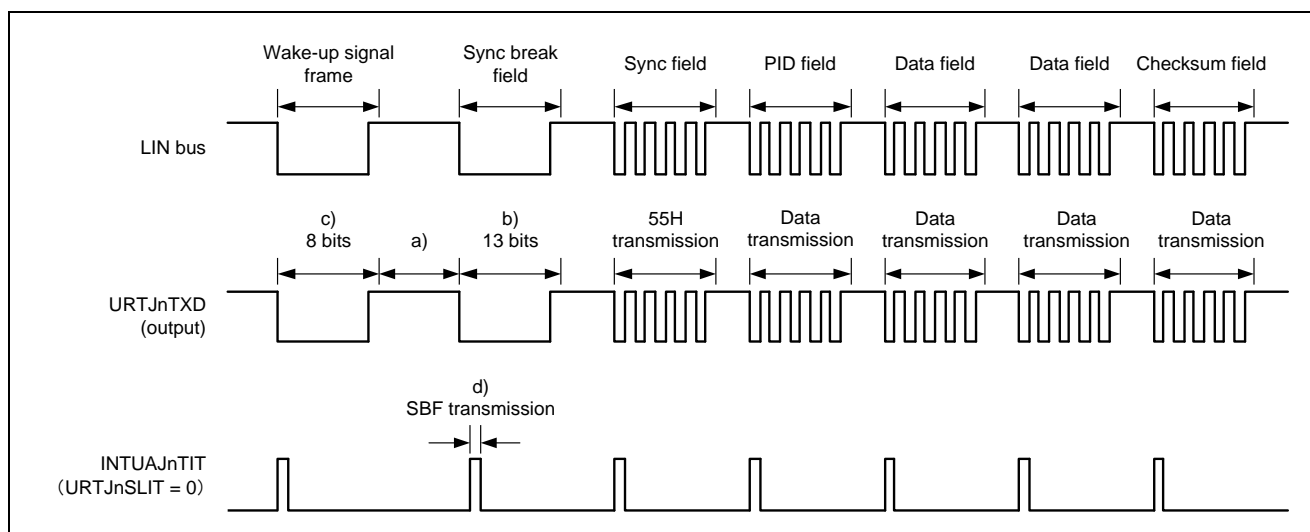 Wake-up signal
frame
Sync break
field
Sync field
PID field
Data field
Data field
Checksum field
LIN bus
c)
8 bits
a)
b)
13 bits
55H
transmission
Data
transmission
Data
transmission
Data
transmission
Data
transmission
URTJnTXD
(output)
d)
SBF transmission
INTUAJnTIT
（URTJnSLIT = 0）